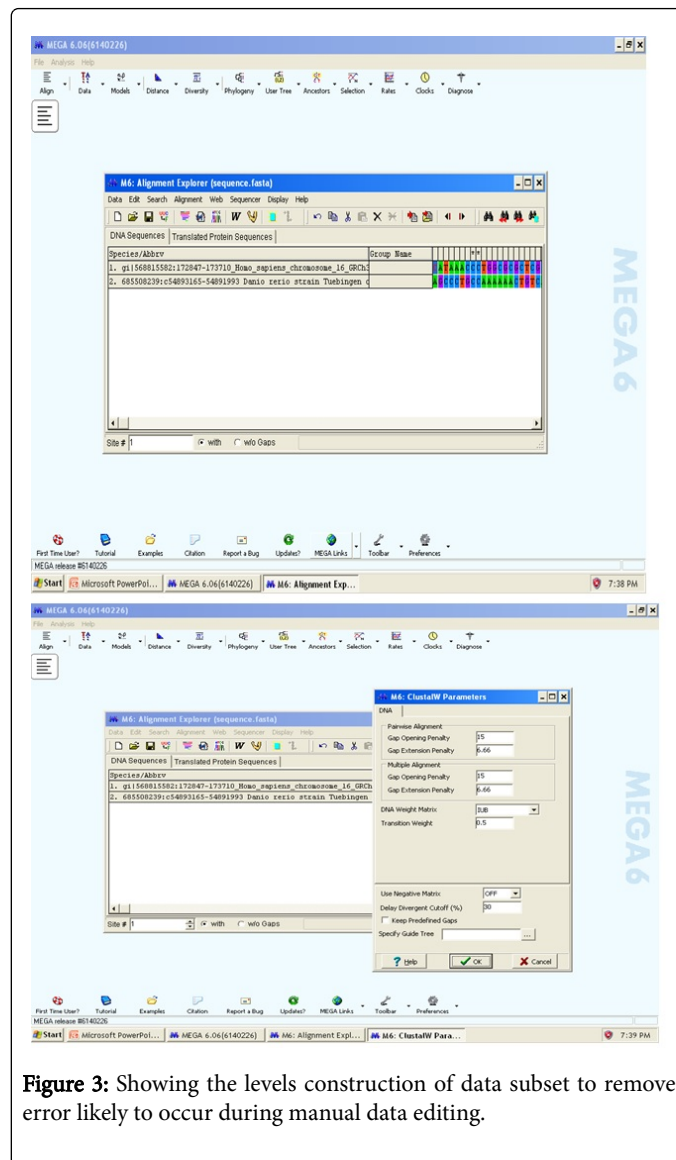 MEGA 6.06(6140226)
File Analysis Help
Align Data Models Distance Diversity Phylogeny User Tree Ancestors Selection Rates Clocks Diagnose
M6: Alignment Explorer (sequence.fasta)
Data Edit Search Alignment Web Sequencer Display Help
W
DNA Sequences Translated Protein Sequences
Species/Abbrv Group Name * *
1. gi|568815582:172847-173710_Homo_sapiens_chromosome_16_GRCh3
2. 685508239:c54893165-54891993 Danio rerio strain Tuebingen c
MEGA 6
Site # 1 with w/o Gaps
First Time User? Tutorial Examples Citation Report a Bug Updates? MEGA Links Toolbar Preferences
MEGA release #6140226
Start Microsoft PowerPoi... MEGA 6.06(6140226) M6: Alignment Exp... 7:38 PM
MEGA 6.06(6140226)
File Analysis Help
Align Data Models Distance Diversity Phylogeny User Tree Ancestors Selection Rates Clocks Diagnose
M6: Alignment Explorer (sequence.fasta)
Data Edit Search Alignment Web Sequencer Display Help
W
DNA Sequences Translated Protein Sequences
Species/Abbrv
1. gi|568815582:172847-173710_Homo_sapiens_chromosome_16_GRCh
2. 685508239:c54893165-54891993 Danio rerio strain Tuebingen
Site # 1 with w/o Gaps
M6: ClustalW Parameters
DNA
Pairwise Alignment
Gap Opening Penalty 15
Gap Extension Penalty 6.66
Multiple Alignment
Gap Opening Penalty 15
Gap Extension Penalty 6.66
DNA Weight Matrix IUB
Transition Weight 0.5
Use Negative Matrix OFF
Delay Divergent Cutoff (%) 30
Keep Predefined Gaps
Specify Guide Tree ...
? Help OK Cancel
MEGA 6
First Time User? Tutorial Examples Citation Report a Bug Updates? MEGA Links Toolbar Preferences
MEGA release #6140226
Start Microsoft PowerPoi... MEGA 6.06(6140226) M6: Alignment Expl... M6: ClustalW Para... 7:39 PM
Figure 3: Showing the levels construction of data subset to remove
error likely to occur during manual data editing.